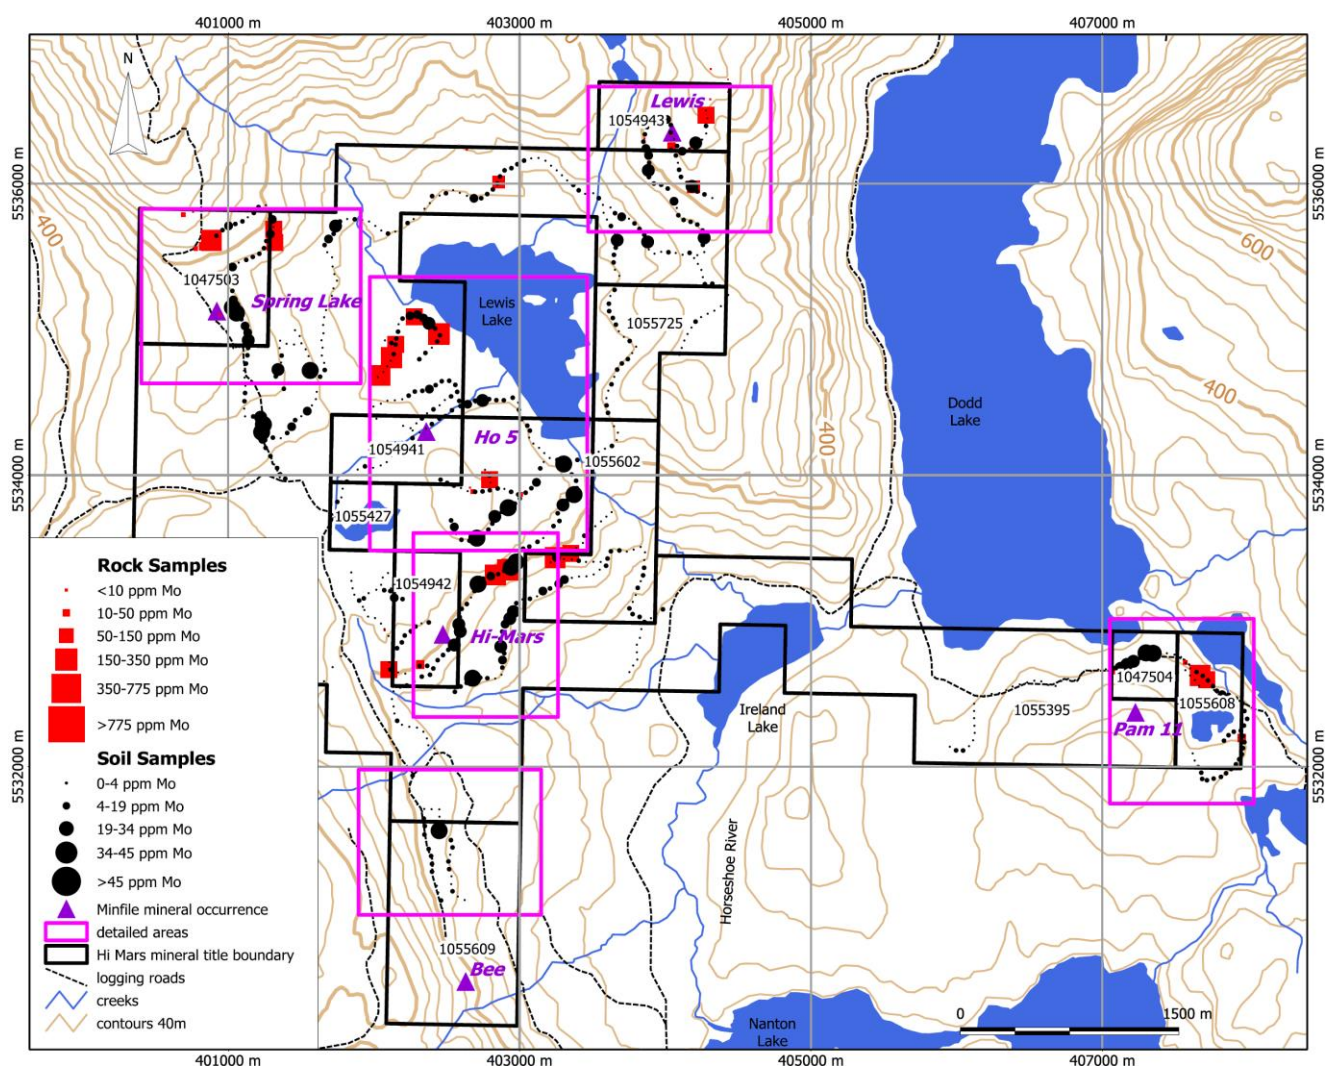 401000 m
403000 m
405000 m
407000 m
N
Lewis
1054943
5536000 m
5536000 m
400
600
1047503
Spring Lake
Lewis
Lake
1055725
400
Dodd
Lake
400
Ho 5
1054941
1055602
5534000 m
5534000 m
1055427
1054942
Hi-Mars
1047504
1055608
1055395
Pam 11
Ireland
Lake
5532000 m
5532000 m
Horseshoe River
1055609
Bee
Nanton
Lake
0
1500 m
Rock Samples
<10 ppm Mo
10-50 ppm Mo
50-150 ppm Mo
150-350 ppm Mo
350-775 ppm Mo
>775 ppm Mo
Soil Samples
0-4 ppm Mo
4-19 ppm Mo
19-34 ppm Mo
34-45 ppm Mo
>45 ppm Mo
Minfile mineral occurrence
detailed areas
Hi Mars mineral title boundary
logging roads
creeks
contours 40m
401000 m
403000 m
405000 m
407000 m